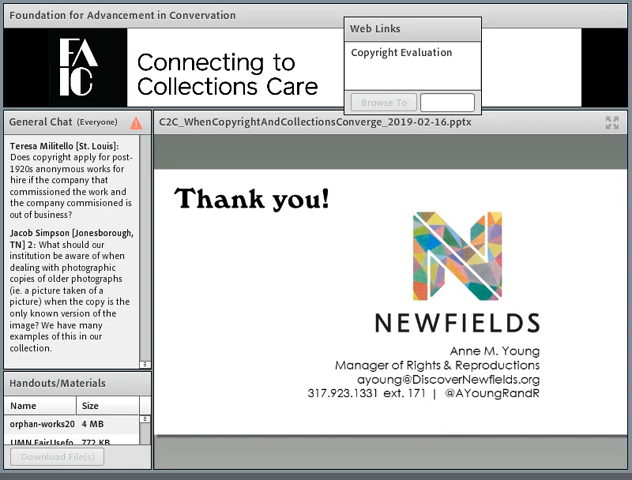 Foundation for Advancement in Convervation
Web Links
Copyright Evaluation
Browse To
FAIC
Connecting to
Collections Care
General Chat (Everyone)
Teresa Militello [St. Louis]:
Does copyright apply for post-
1920s anonymous works for
hire if the company that
commissioned the work and
the company commisioned is
out of business?
Jacob Simpson [Jonesborough,
TN] 2: What should our
institution be aware of when
dealing with photographic
copies of older photographs
(ie. a picture taken of a
picture) when the copy is the
only known version of the
image? We have many
examples of this in our
collection.
Handouts/Materials
Name Size
orphan-works20 4 MB
UMN FairUsefo 772 KB
Download File(s)
C2C_WhenCopyrightAndCollectionsConverge_2019-02-16.pptx
Thank you!
N
NEWFIELDS
Anne M. Young
Manager of Rights & Reproductions
ayoung@DiscoverNewfields.org
317.923.1331 ext. 171 | @AYoungRandR